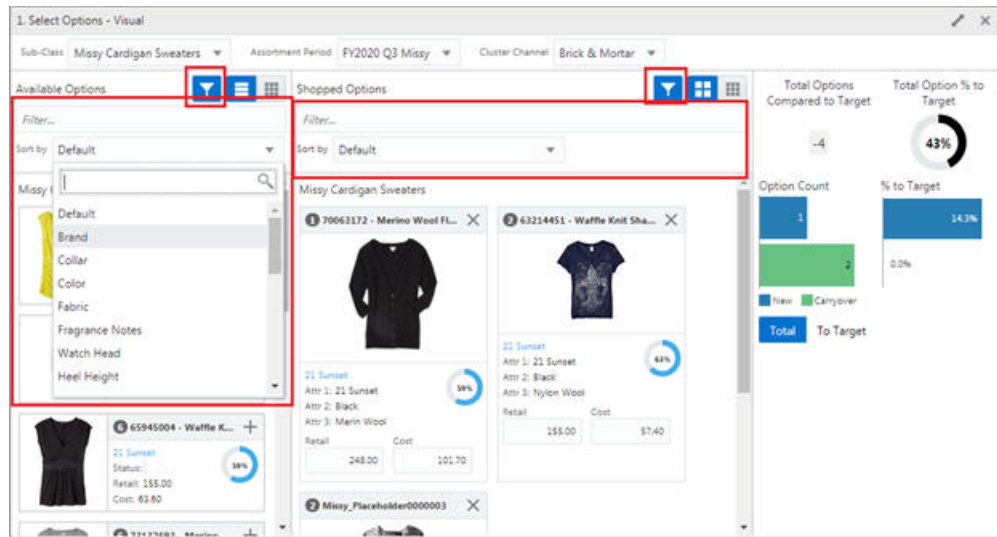 1. Select Options - Visual
Sub-Class Missy Cardigan Sweaters Assortment Period FY2020 Q3 Missy Cluster Channel Brick & Mortar
Available Options
Filter...
Sort by Default
Default
Brand
Collar
Color
Fabric
Fragrance Notes
Watch Head
Heel Height
6 65945004 - Waffle K...
21 Sunset
Status:
Retail: 155.00
Cost: 63.60
59%
Shopped Options
Filter...
Sort by Default
Missy Cardigan Sweaters
1 70063172 - Merino Wool Fl...
21 Sunset
Attr 1: 21 Sunset
Attr 2: Black
Attr 3: Merin Wool
59%
Retail Cost
248.00 101.70
2 63214451 - Waffle Knit Sha...
21 Sunset
Attr 1: 21 Sunset
Attr 2: Black
Attr 3: Nylon Wool
63%
Retail Cost
155.00 57.40
2 Missy_Placeholder0000003
Total Options
Compared to Target
-4
Total Option % to
Target
43%
Option Count
1
2
% to Target
14.3%
0.0%
New Carryover
Total To Target